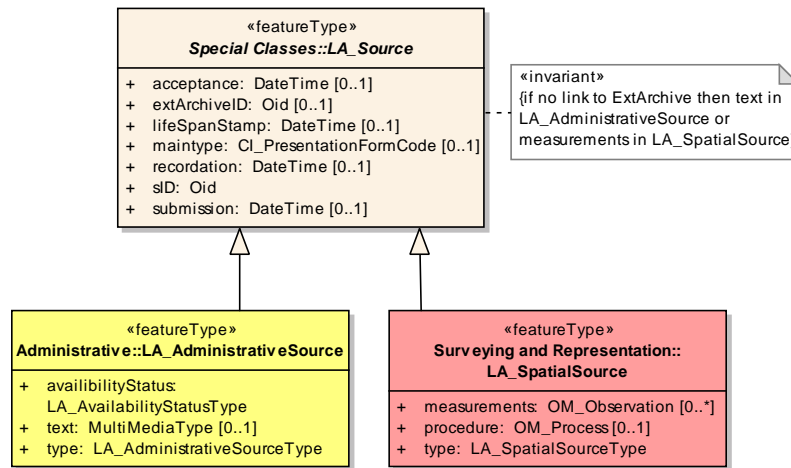 «featureType»
Special Classes::LA_Source
+ acceptance: DateTime [0..1]
+ extArchiveID: Oid [0..1]
+ lifeSpanStamp: DateTime [0..1]
+ maintype: CI_PresentationFormCode [0..1]
+ recordation: DateTime [0..1]
+ sID: Oid
+ submission: DateTime [0..1]
«invariant»
{if no link to ExtArchive then text in
LA_AdministrativeSource or
measurements in LA_SpatialSource
«featureType»
Administrative::LA_AdministrativeSource
+ availibilityStatus:
LA_AvailabilityStatusType
+ text: MultiMediaType [0..1]
+ type: LA_AdministrativeSourceType
«featureType»
Surveying and Representation::
LA_SpatialSource
+ measurements: OM_Observation [0..*]
+ procedure: OM_Process [0..1]
+ type: LA_SpatialSourceType